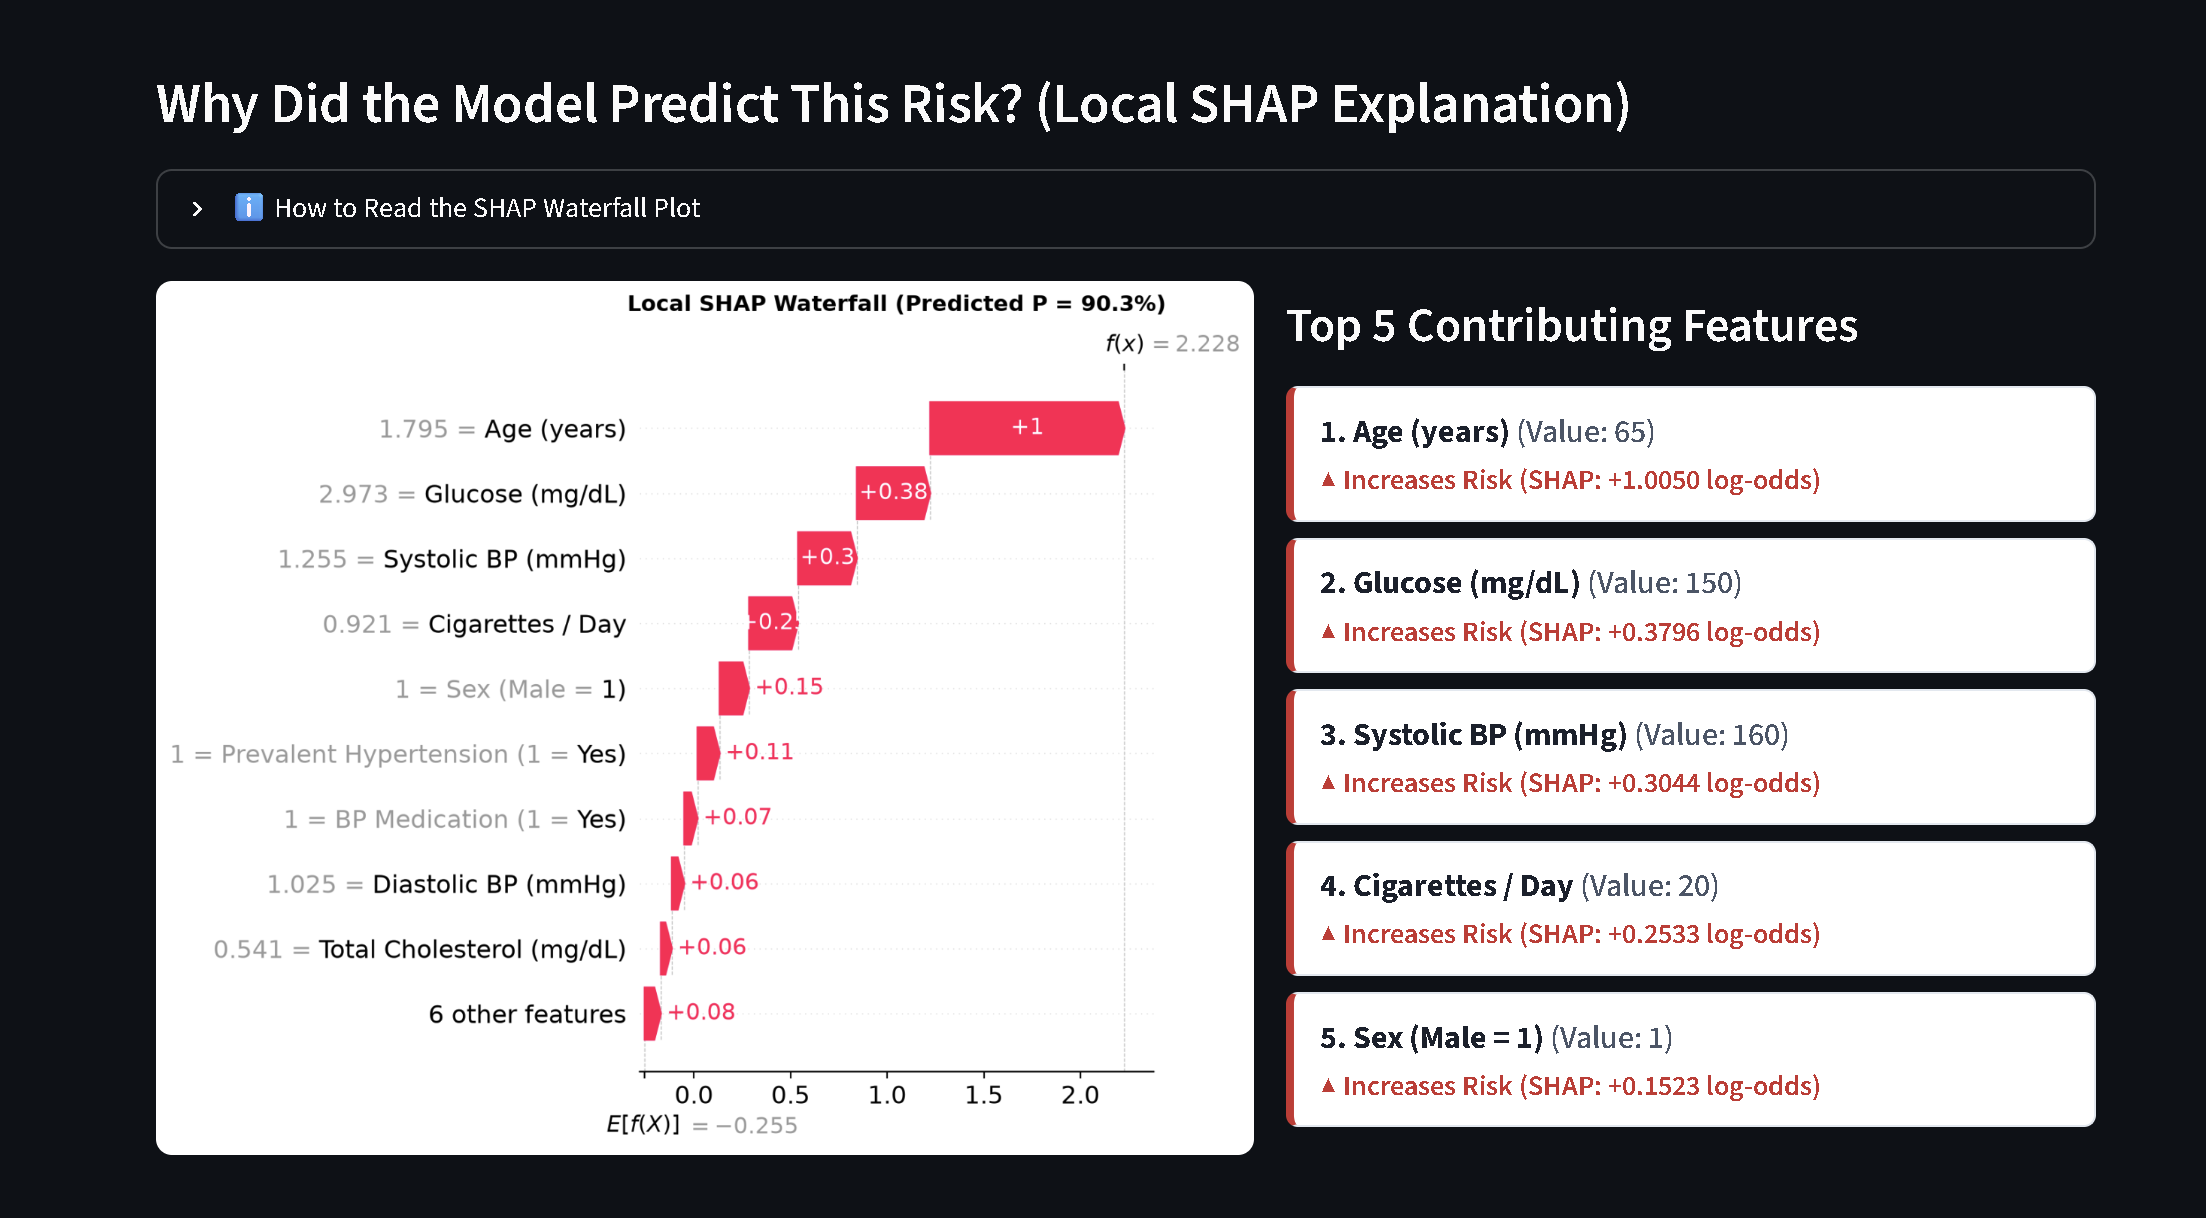 Why Did the Model Predict This Risk? (Local SHAP Explanation)
How to Read the SHAP Waterfall Plot
Local SHAP Waterfall (Predicted P = 90.3%)
f(x) = 2.228
1.795 = Age (years)
+1
2.973 = Glucose (mg/dL)
+0.38
1.255 = Systolic BP (mmHg)
+0.3
0.921 = Cigarettes / Day
1 = Sex (Male = 1)
+0.15
1 = Prevalent Hypertension (1 = Yes)
+0.11
1 = BP Medication (1 = Yes)
+0.07
1.025 = Diastolic BP (mmHg)
+0.06
0.541 = Total Cholesterol (mg/dL)
+0.06
6 other features
+0.08
0.0 0.5 1.0 1.5 2.0
E[f(X)] = −0.255
Top 5 Contributing Features
1. Age (years) (Value: 65)
▲ Increases Risk (SHAP: +1.0050 log-odds)
2. Glucose (mg/dL) (Value: 150)
▲ Increases Risk (SHAP: +0.3796 log-odds)
3. Systolic BP (mmHg) (Value: 160)
▲ Increases Risk (SHAP: +0.3044 log-odds)
4. Cigarettes / Day (Value: 20)
▲ Increases Risk (SHAP: +0.2533 log-odds)
5. Sex (Male = 1) (Value: 1)
▲ Increases Risk (SHAP: +0.1523 log-odds)